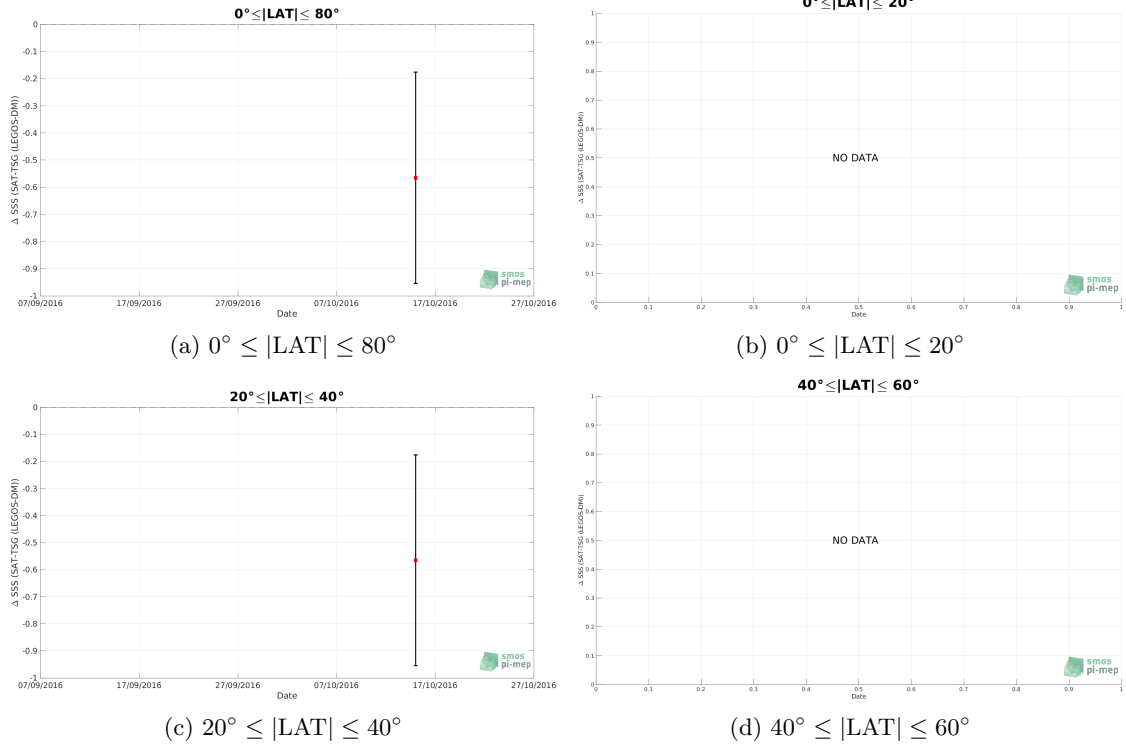 0°≤|LAT|≤ 80°
Δ SSS (SAT-TSG (LEGOS-DM))
0
-0.1
-0.2
-0.3
-0.4
-0.5
-0.6
-0.7
-0.8
-0.9
-1
07/09/2016 17/09/2016 27/09/2016 07/10/2016 17/10/2016 27/10/2016
Date
smos
pi-mep
(a) 0° ≤ |LAT| ≤ 80°
0°≤|LAT|≤ 20°
Δ SSS (SAT-TSG (LEGOS-DM))
1
0.9
0.8
0.7
0.6
0.5
0.4
0.3
0.2
0.1
0
NO DATA
0 0.1 0.2 0.3 0.4 0.5 0.6 0.7 0.8 0.9 1
Date
smos
pi-mep
(b) 0° ≤ |LAT| ≤ 20°
20°≤|LAT|≤ 40°
Δ SSS (SAT-TSG (LEGOS-DM))
0
-0.1
-0.2
-0.3
-0.4
-0.5
-0.6
-0.7
-0.8
-0.9
-1
07/09/2016 17/09/2016 27/09/2016 07/10/2016 17/10/2016 27/10/2016
Date
smos
pi-mep
(c) 20° ≤ |LAT| ≤ 40°
40°≤|LAT|≤ 60°
Δ SSS (SAT-TSG (LEGOS-DM))
1
0.9
0.8
0.7
0.6
0.5
0.4
0.3
0.2
0.1
0
NO DATA
0 0.1 0.2 0.3 0.4 0.5 0.6 0.7 0.8 0.9 1
Date
smos
pi-mep
(d) 40° ≤ |LAT| ≤ 60°